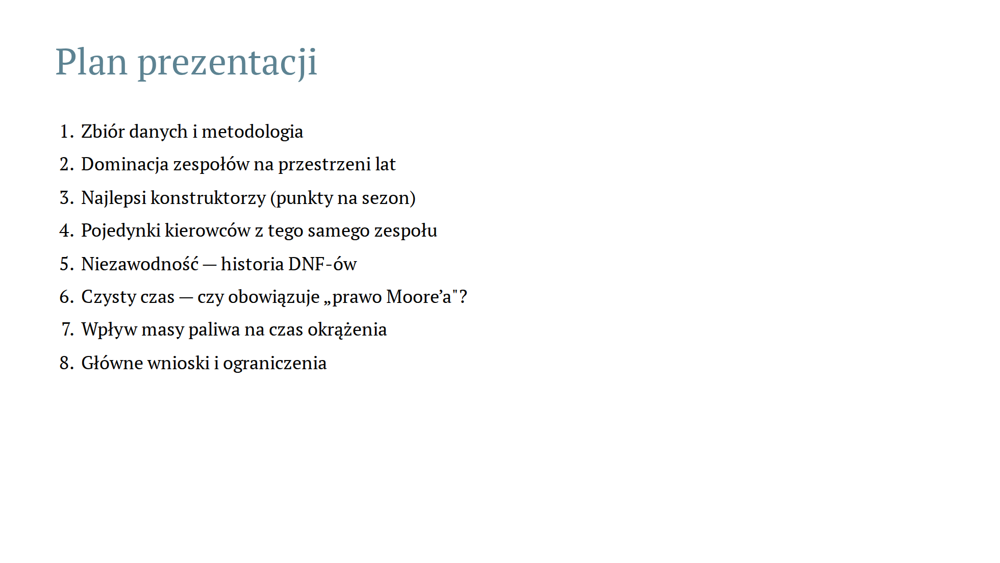 Plan prezentacji
1. Zbiór danych i metodologia
2. Dominacja zespołów na przestrzeni lat
3. Najlepsi konstruktorzy (punkty na sezon)
4. Pojedynki kierowców z tego samego zespołu
5. Niezawodność — historia DNF-ów
6. Czysty czas — czy obowiązuje „prawo Moore’a"?
7. Wpływ masy paliwa na czas okrążenia
8. Główne wnioski i ograniczenia